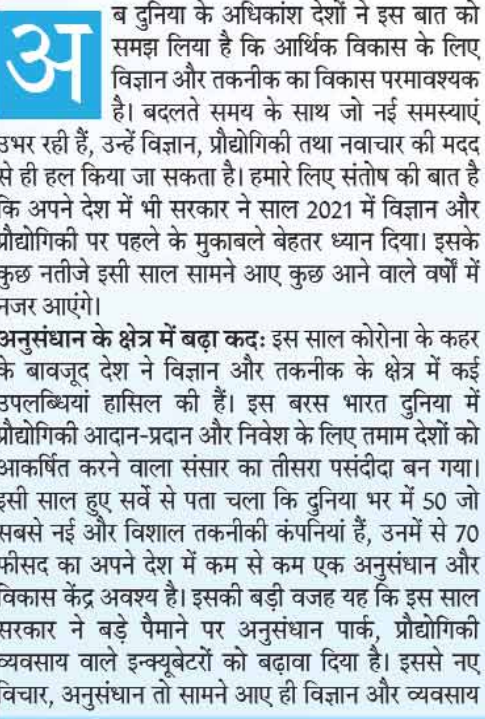 अब दुनिया के अधिकांश देशों ने इस बात को
समझ लिया है कि आर्थिक विकास के लिए
विज्ञान और तकनीक का विकास परमावश्यक
है। बदलते समय के साथ जो नई समस्याएं
उभर रही हैं, उन्हें विज्ञान, प्रौद्योगिकी तथा नवाचार की मदद
से ही हल किया जा सकता है। हमारे लिए संतोष की बात है
कि अपने देश में भी सरकार ने साल 2021 में विज्ञान और
प्रौद्योगिकी पर पहले के मुकाबले बेहतर ध्यान दिया। इसके
कुछ नतीजे इसी साल सामने आए कुछ आने वाले वर्षों में
नजर आएंगे।
अनुसंधान के क्षेत्र में बढ़ा कदः इस साल कोरोना के कहर
के बावजूद देश ने विज्ञान और तकनीक के क्षेत्र में कई
उपलब्धियां हासिल की हैं। इस बरस भारत दुनिया में
प्रौद्योगिकी आदान-प्रदान और निवेश के लिए तमाम देशों को
आकर्षित करने वाला संसार का तीसरा पसंदीदा बन गया।
इसी साल हुए सर्वे से पता चला कि दुनिया भर में 50 जो
सबसे नई और विशाल तकनीकी कंपनियां हैं, उनमें से 70
फीसद का अपने देश में कम से कम एक अनुसंधान और
विकास केंद्र अवश्य है। इसकी बड़ी वजह यह कि इस साल
सरकार ने बड़े पैमाने पर अनुसंधान पार्क, प्रौद्योगिकी
व्यवसाय वाले इन्क्यूबेटरों को बढ़ावा दिया है। इससे नए
विचार, अनुसंधान तो सामने आए ही विज्ञान और व्यवसाय